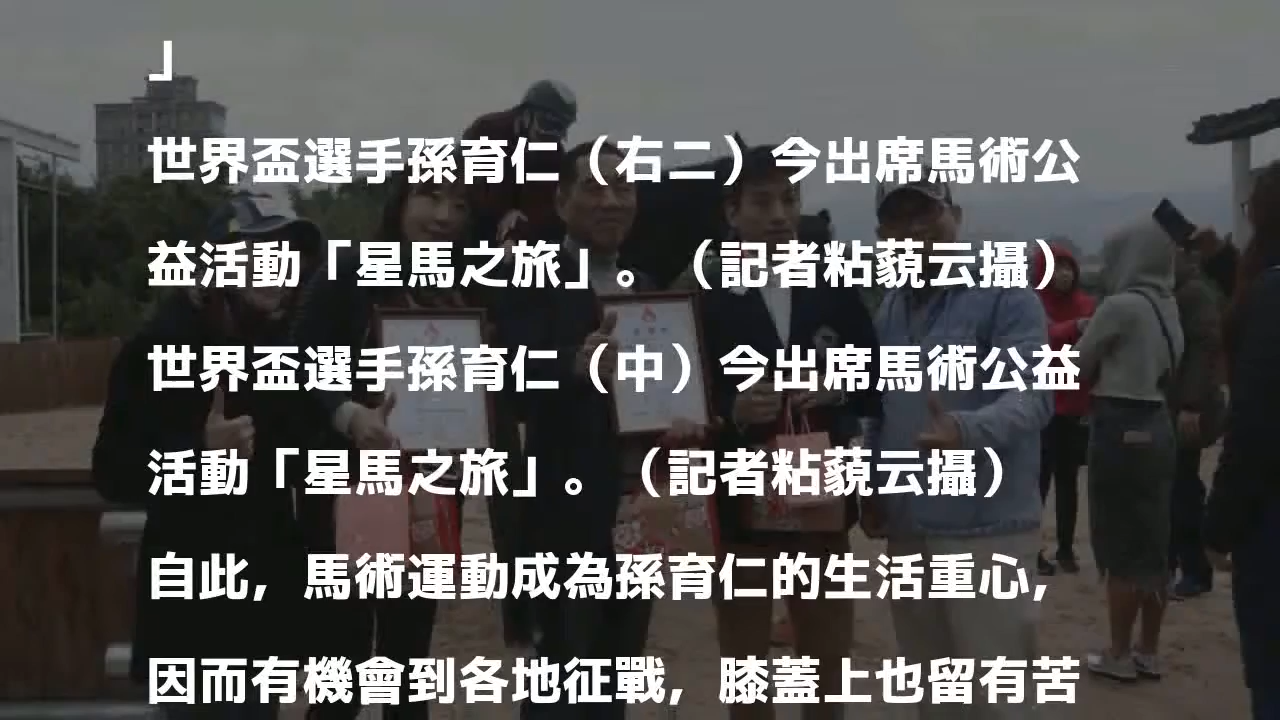 」
世界盃選手孫育仁（右二）今出席馬術公
益活動「星馬之旅」。（記者粘藐云攝）
世界盃選手孫育仁（中）今出席馬術公益
活動「星馬之旅」。（記者粘藐云攝）
自此，馬術運動成為孫育仁的生活重心，
因而有機會到各地征戰，膝蓋上也留有苦